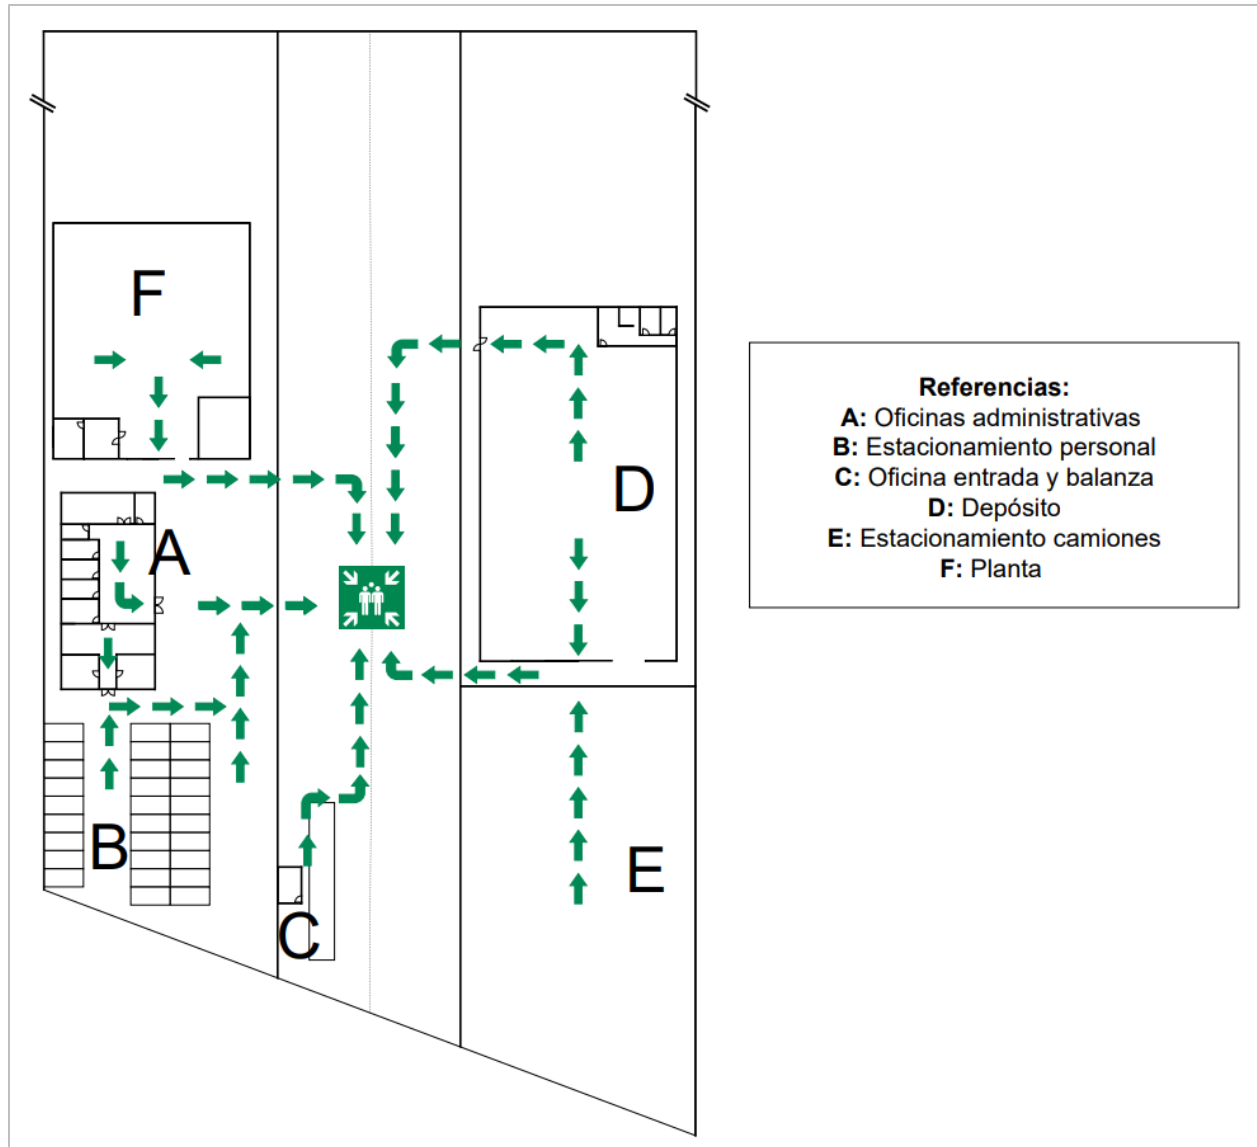 F
A
D
B
C
E
Referencias:
A: Oficinas administrativas
B: Estacionamiento personal
C: Oficina entrada y balanza
D: Depósito
E: Estacionamiento camiones
F: Planta